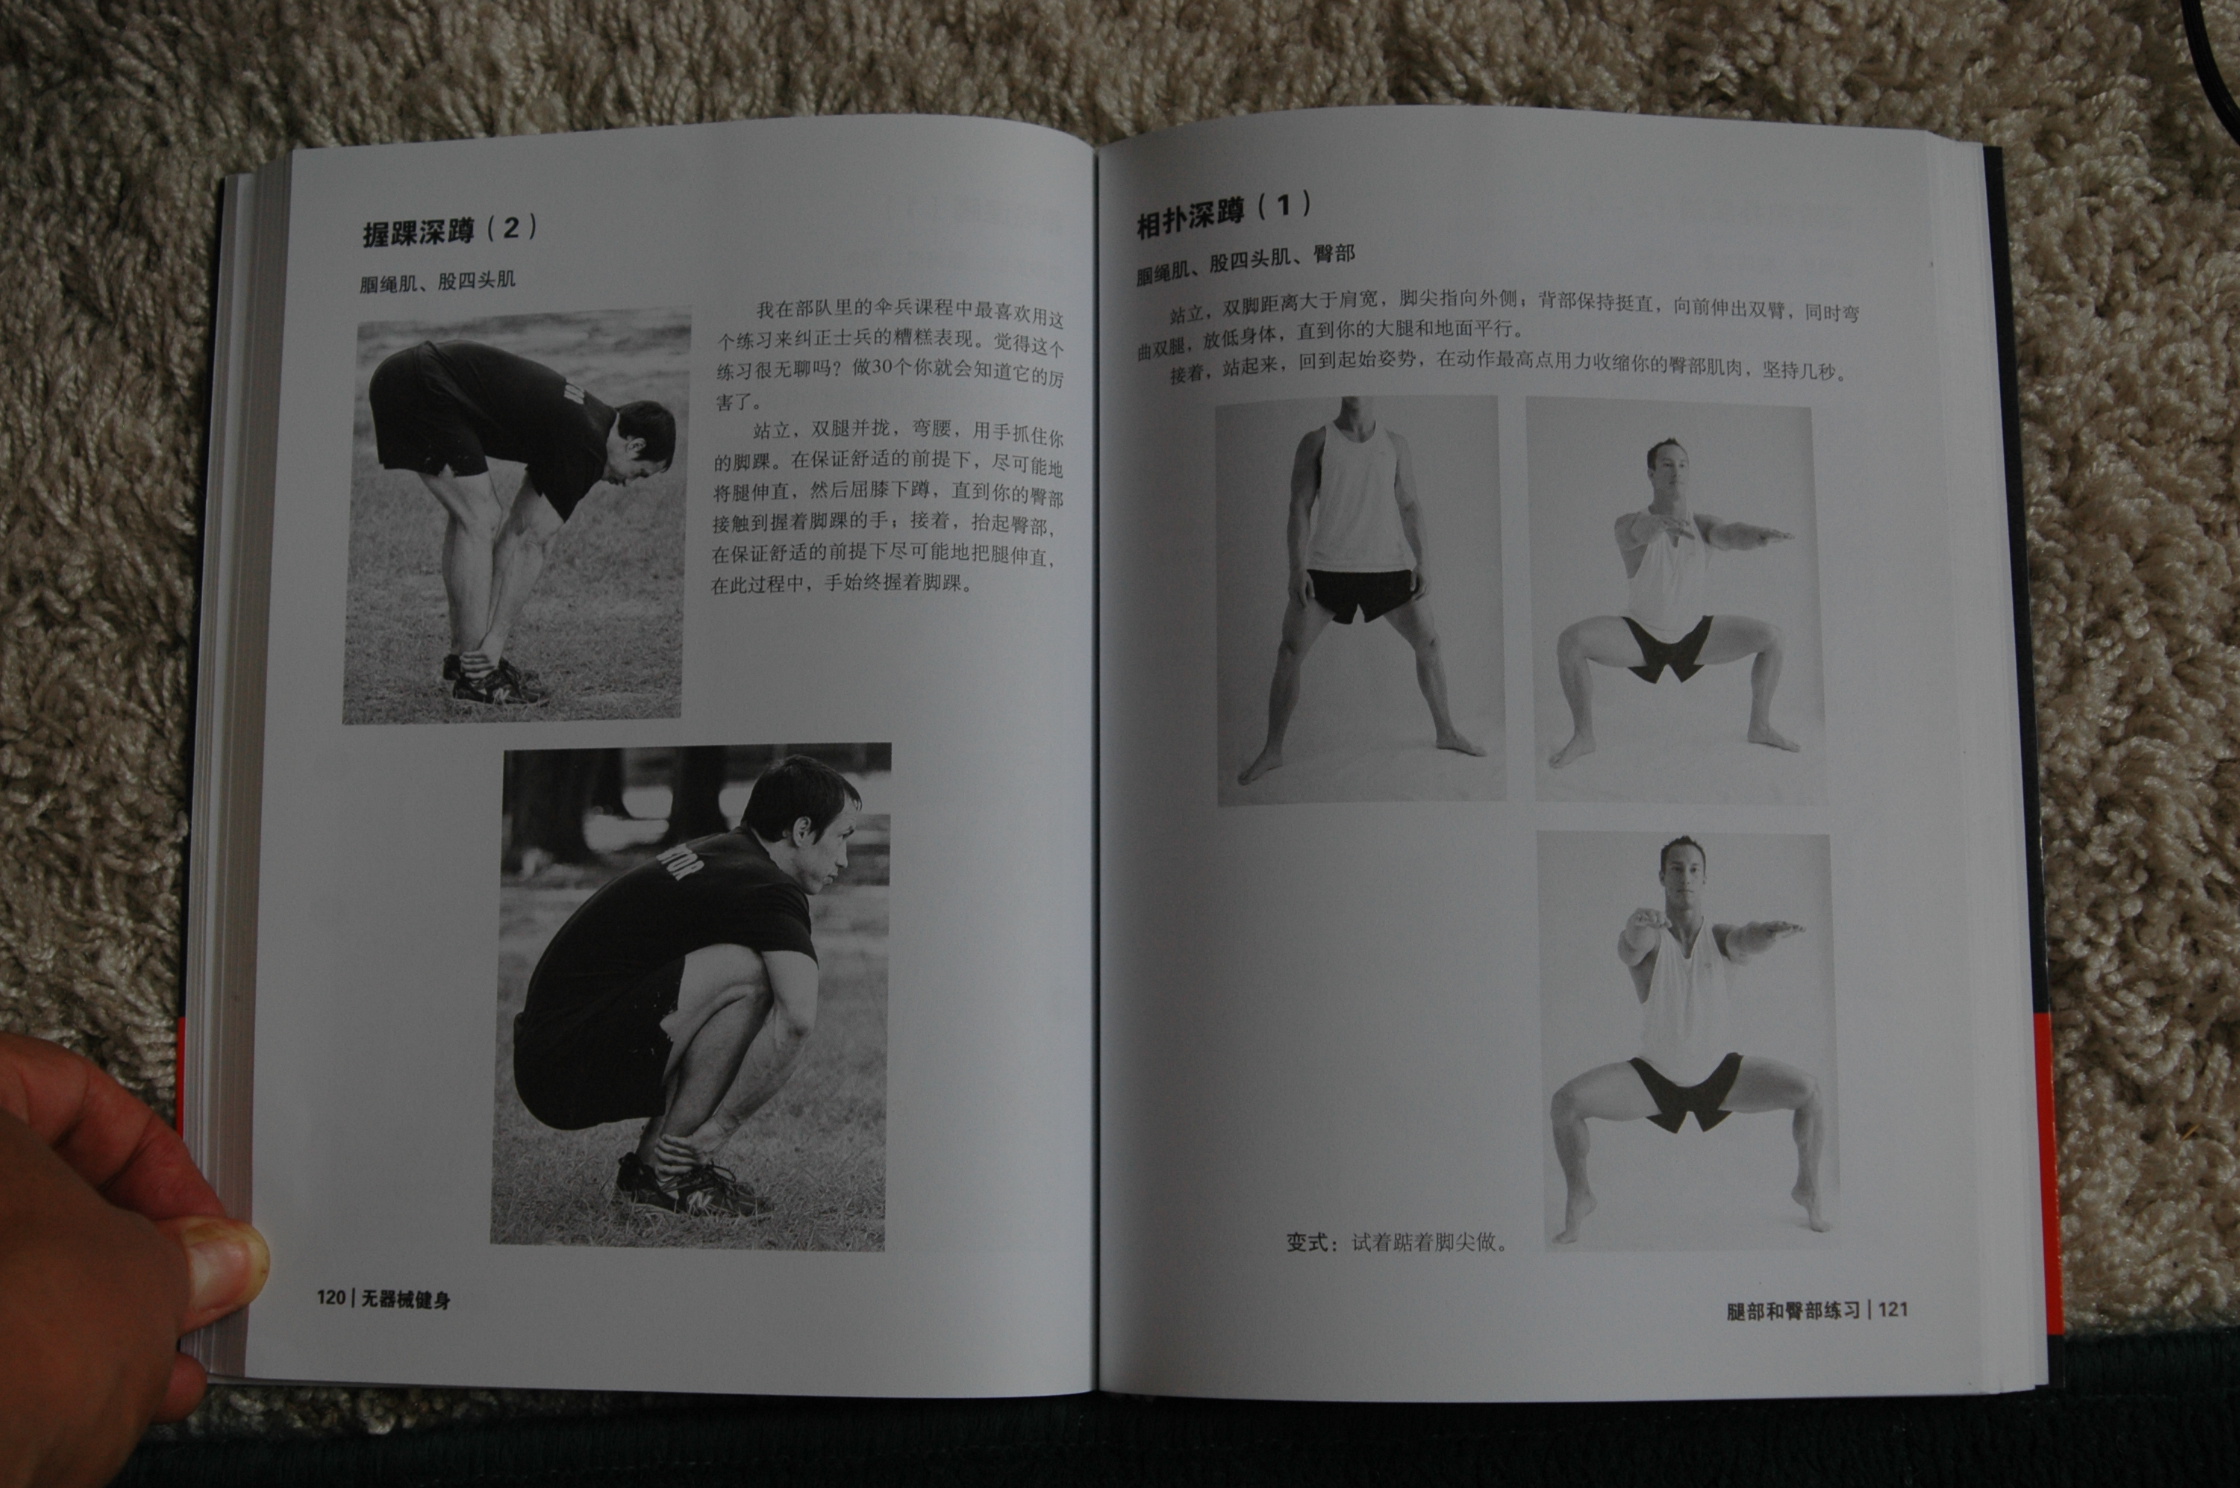 握踝深蹲（2）
腘绳肌、股四头肌
我在部队里的伞兵课程中最喜欢用这
个练习来纠正士兵的糟糕表现。觉得这个
练习很无聊吗？做30个你就会知道它的厉
害了。
站立，双腿并拢，弯腰，用手抓住你
的脚踝。在保证舒适的前提下，尽可能地
将腿伸直，然后屈膝下蹲，直到你的臀部
接触到握着脚踝的手；接着，抬起臀部，
在保证舒适的前提下尽可能地把腿伸直，
在此过程中，手始终握着脚踝。
TOR
NTOR
120 | 无器械健身
相扑深蹲（1）
腘绳肌、股四头肌、臀部
站立，双脚距离大于肩宽，脚尖指向外侧，背部保持挺直，向前伸出双臂，同时弯
曲双腿，放低身体，直到你的大腿和地面平行。
接着，站起来，回到起始姿势，在动作最高点用力收缩你的臀部肌肉，坚持几秒。
变式：试着踮着脚尖做。
腿部和臀部练习 | 121